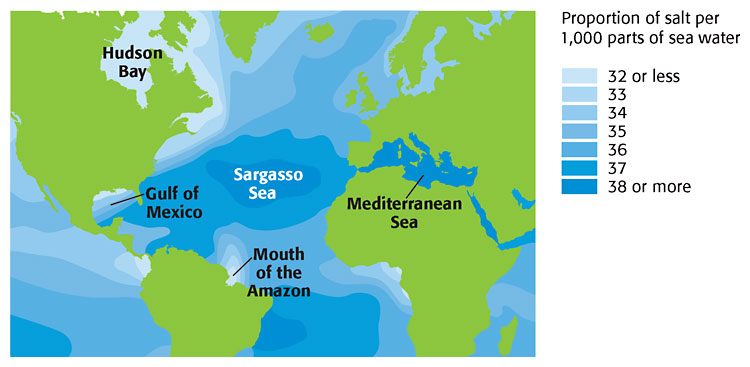 Proportion of salt per
1,000 parts of sea water
32 or less
33
34
35
36
37
38 or more
Hudson
Bay
Sargasso
Sea
Gulf of
Mexico
Mediterranean
Sea
Mouth
of the
Amazon